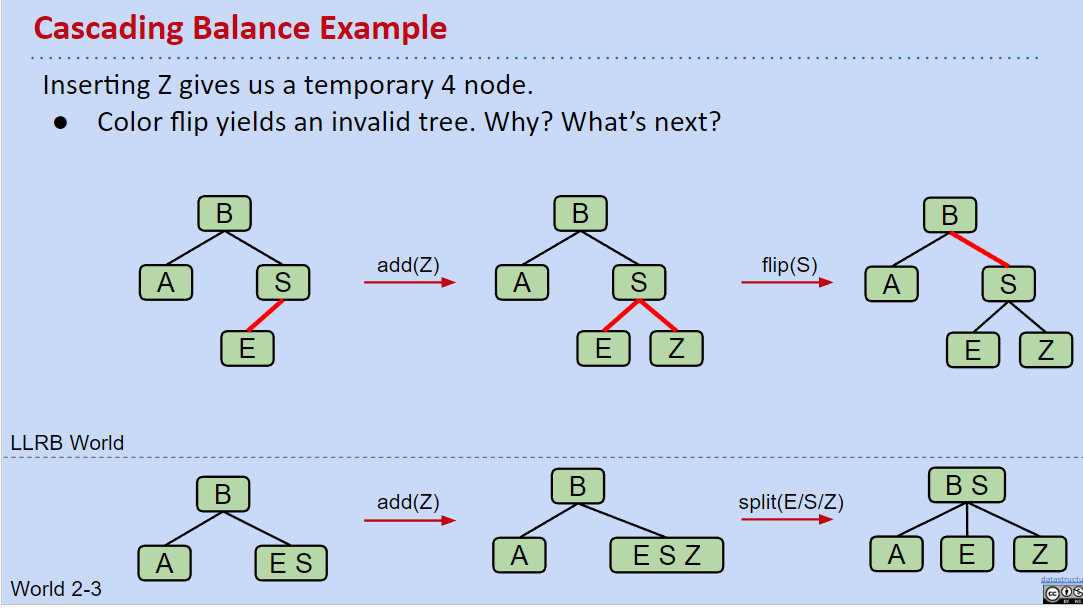 Cascading Balance Example
Inserting Z gives us a temporary 4 node.
● Color flip yields an invalid tree. Why? What's next?
B
A S
E
add(Z)
B
A S
E Z
flip(S)
B
A S
E Z
LLRB World
B
A E S
add(Z)
B
A E S Z
split(E/S/Z)
B S
A E Z
World 2-3